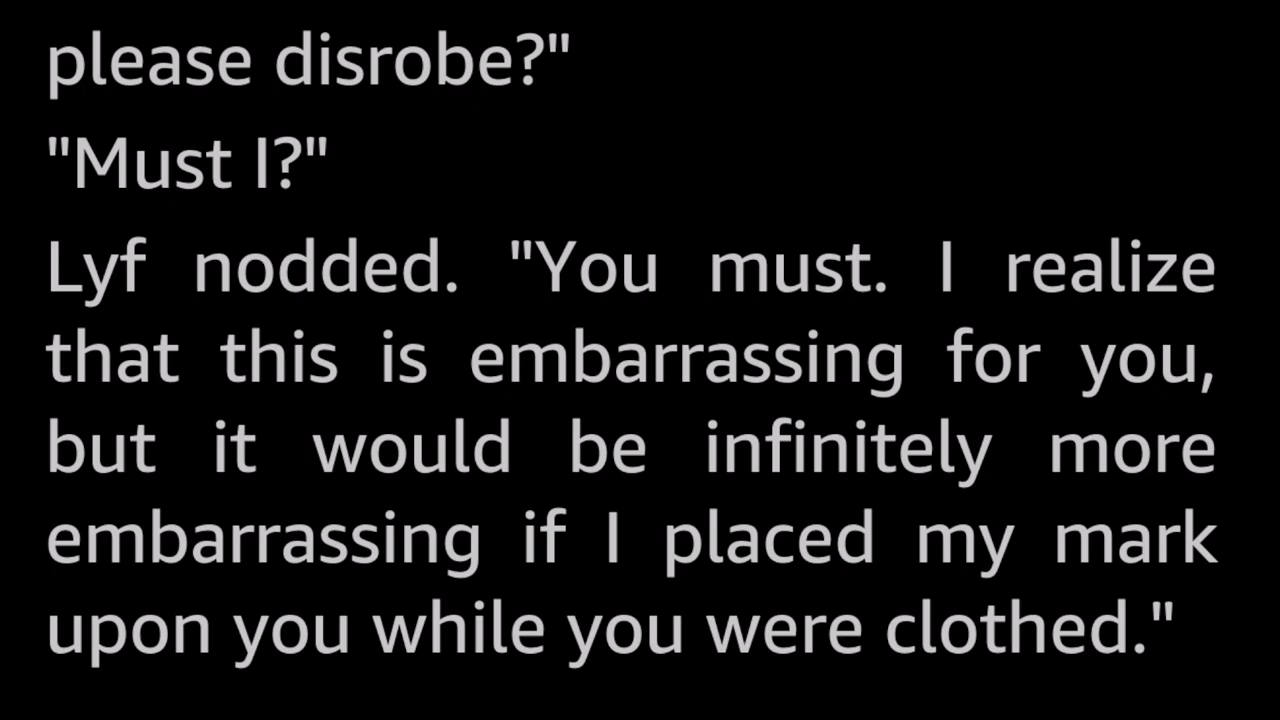 please disrobe?"
"Must I?"
Lyf nodded. "You must. I realize
that this is embarrassing for you,
but it would be infinitely more
embarrassing if I placed my mark
upon you while you were clothed."